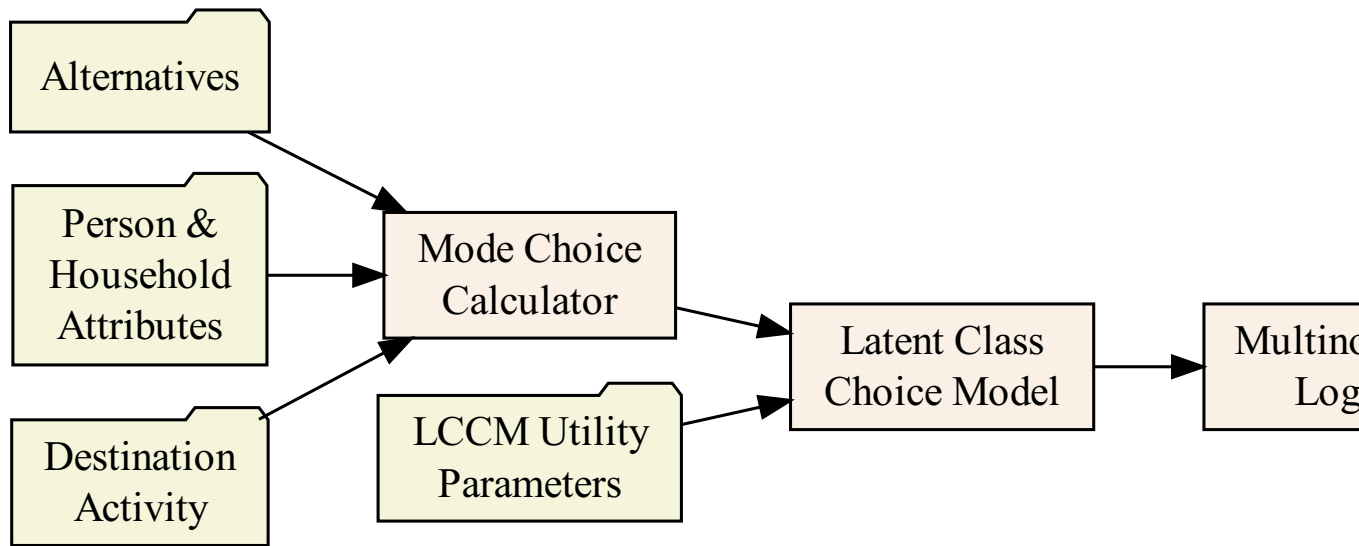 Alternatives
Person &
Household
Attributes
Destination
Activity
Mode Choice
Calculator
LCCM Utility
Parameters
Latent Class
Choice Model